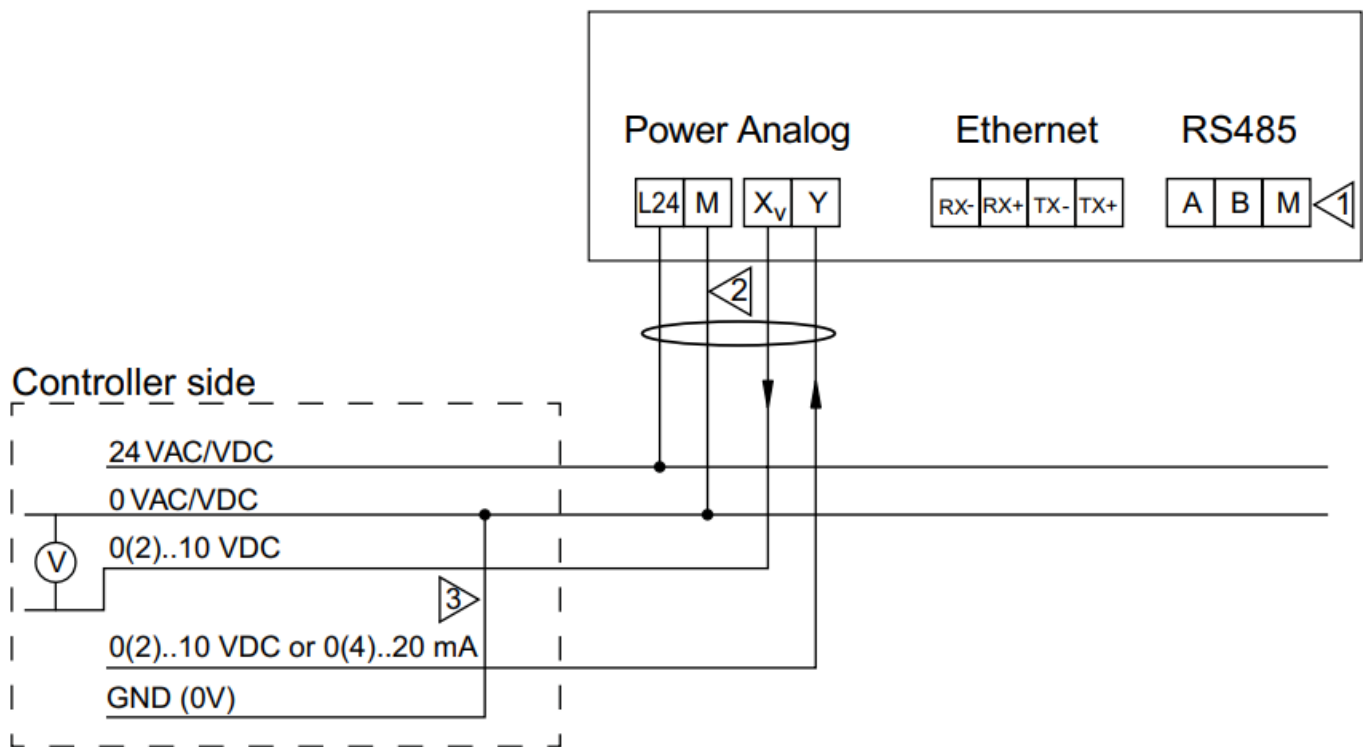 Power Analog Ethernet RS485
L24 M Xv Y RX- RX+ TX- TX+ A B M 1
2
Controller side
24 VAC/VDC
0 VAC/VDC
V 0(2)..10 VDC
3
0(2)..10 VDC or 0(4)..20 mA
GND (0V)